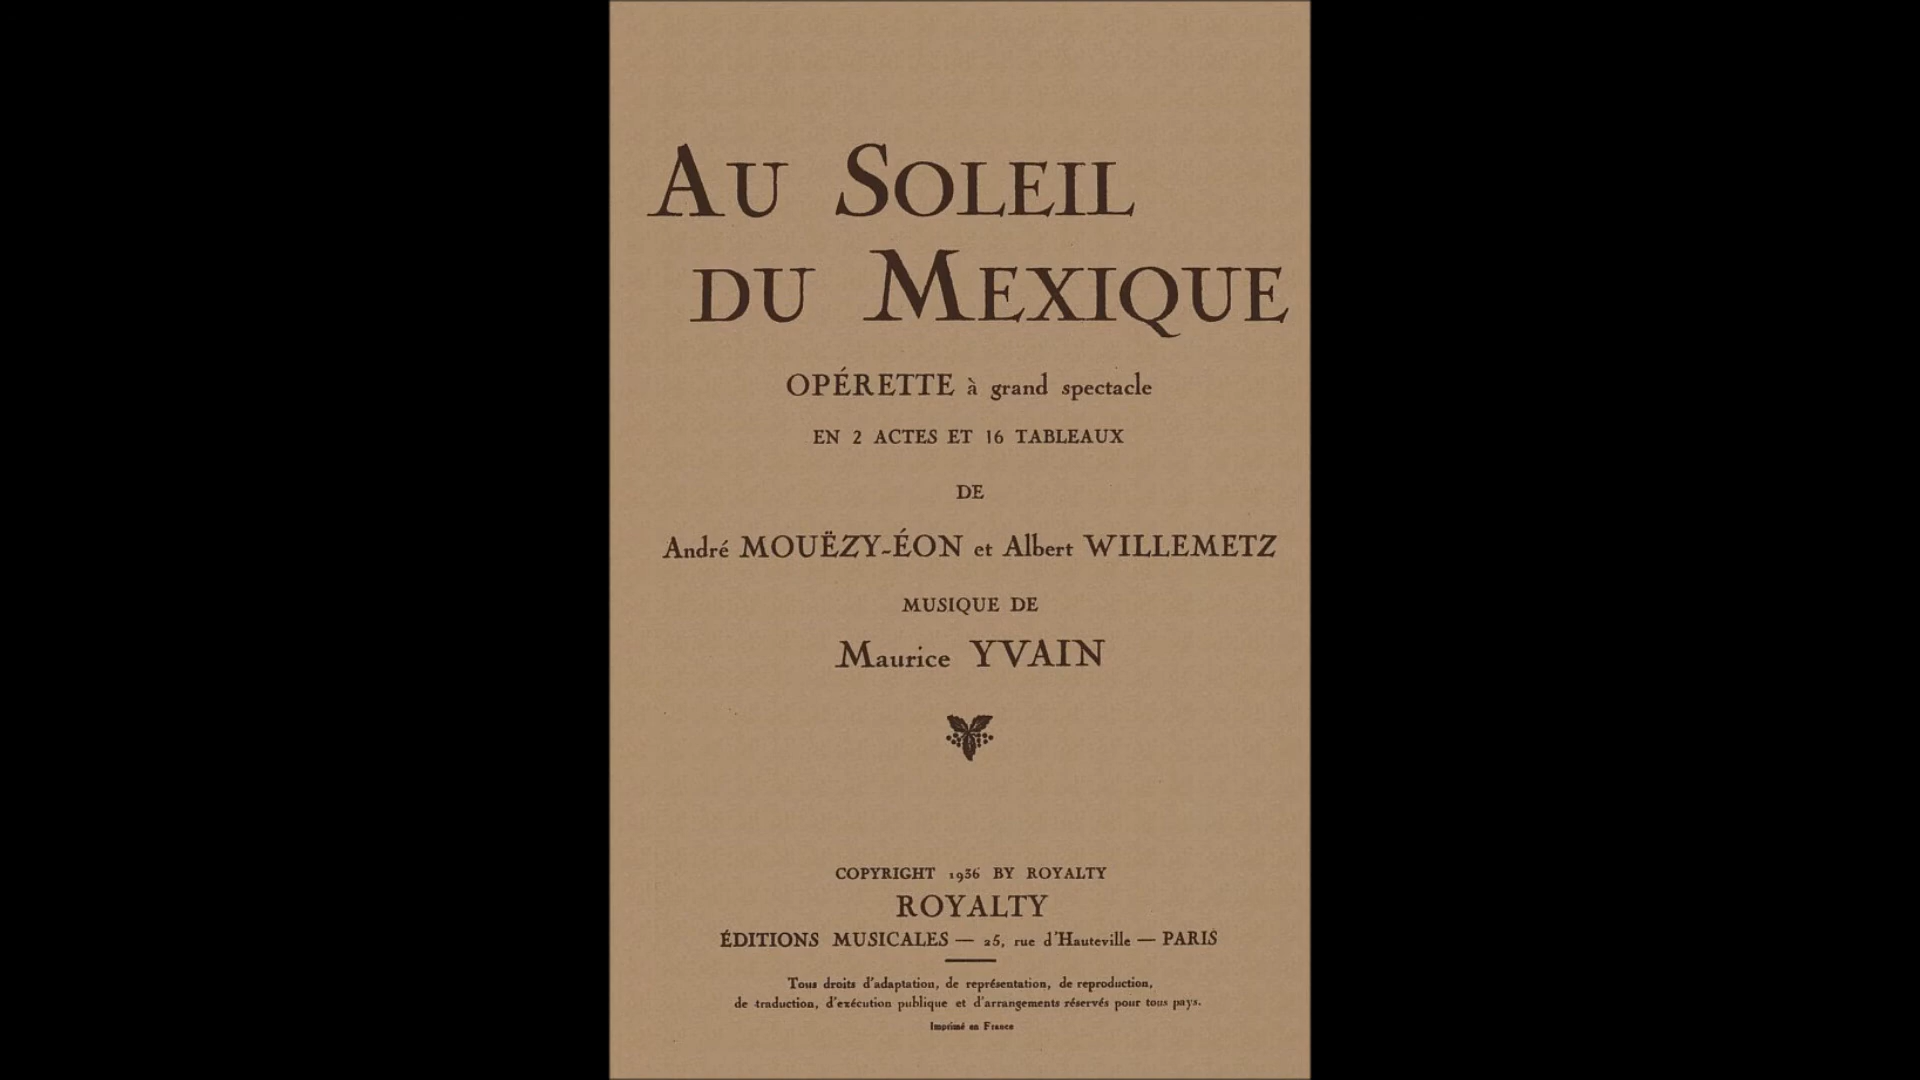 AU SOLEIL
DU MEXIQUE
OPÉRETTE à grand spectacle
EN 2 ACTES ET 16 TABLEAUX
DE
André MOUËZY-ÉON et Albert WILLEMETZ
MUSIQUE DE
Maurice YVAIN
COPYRIGHT 1936 BY ROYALTY
ROYALTY
ÉDITIONS MUSICALES — 25, rue d'Hauteville — PARIS
Tous droits d'adaptation, de représentation, de reproduction,
de traduction, d'exécution publique et d'arrangements réservés pour tous pays.
Imprimé en France